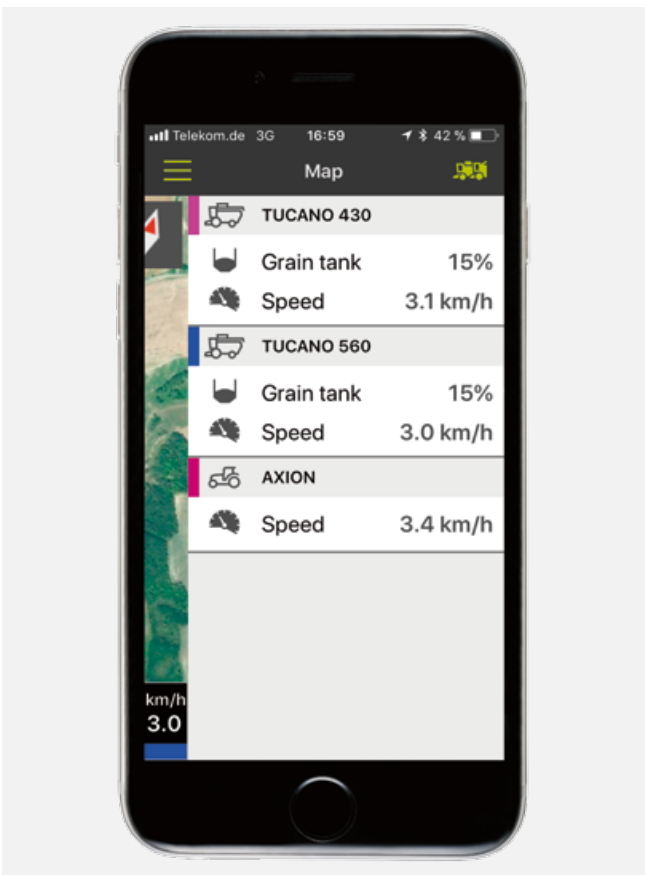 Telekom.de 3G 16:59 42 %
Map
TUCANO 430
Grain tank 15%
Speed 3.1 km/h
TUCANO 560
Grain tank 15%
Speed 3.0 km/h
AXION
Speed 3.4 km/h
km/h
3.0